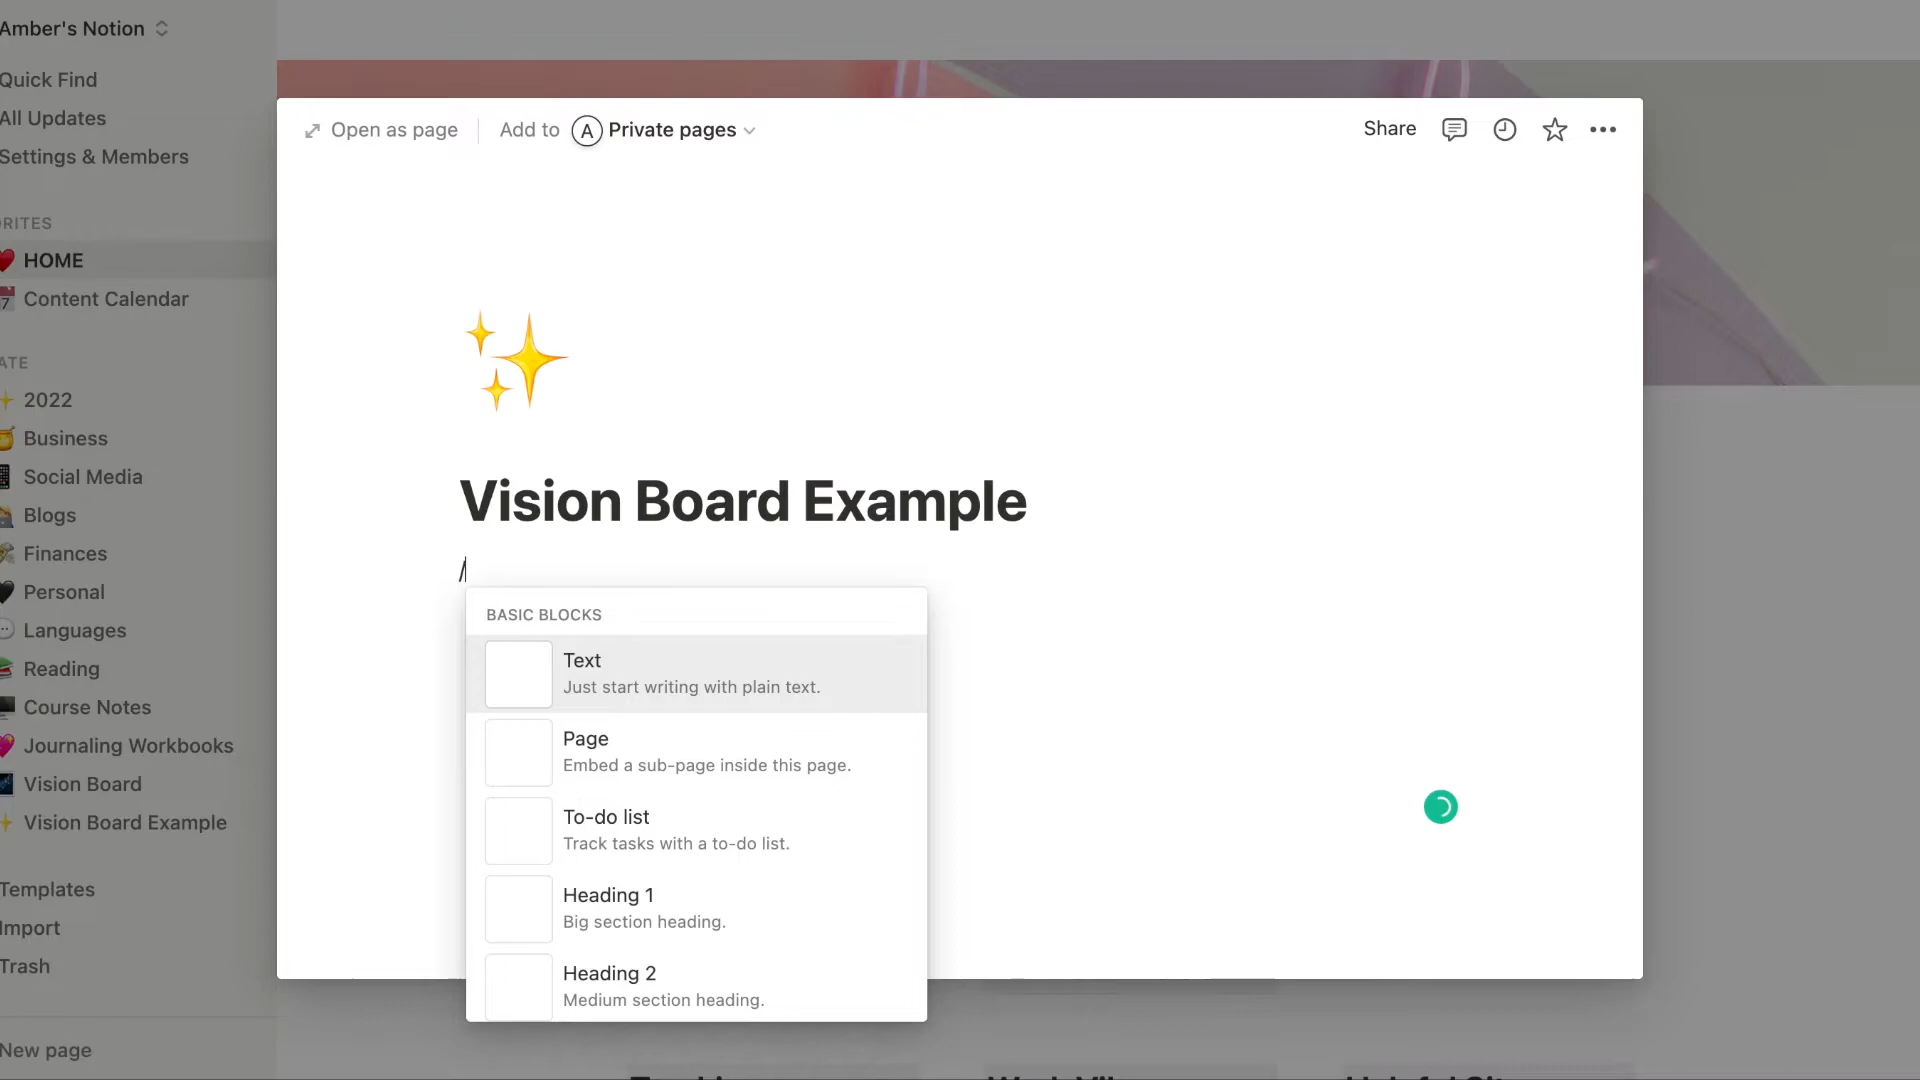 Amber's Notion
Quick Find
All Updates
Settings & Members
RITES
HOME
Content Calendar
ATE
2022
Business
Social Media
Blogs
Finances
Personal
Languages
Reading
Course Notes
Journaling Workbooks
Vision Board
Vision Board Example
Templates
Import
Trash
New page
Open as page
Add to A Private pages
Share
Vision Board Example
/
BASIC BLOCKS
Text
Just start writing with plain text.
Page
Embed a sub-page inside this page.
To-do list
Track tasks with a to-do list.
Heading 1
Big section heading.
Heading 2
Medium section heading.